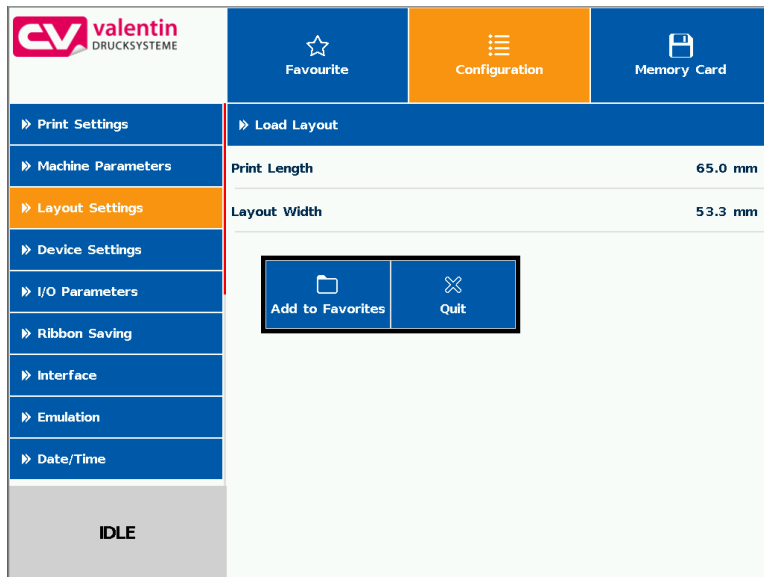 valentin
DRUCKSYSTEME
Favourite
Configuration
Memory Card
Print Settings
Machine Parameters
Layout Settings
Device Settings
I/O Parameters
Ribbon Saving
Interface
Emulation
Date/Time
IDLE
Load Layout
Print Length 65.0 mm
Layout Width 53.3 mm
Add to Favorites
Quit